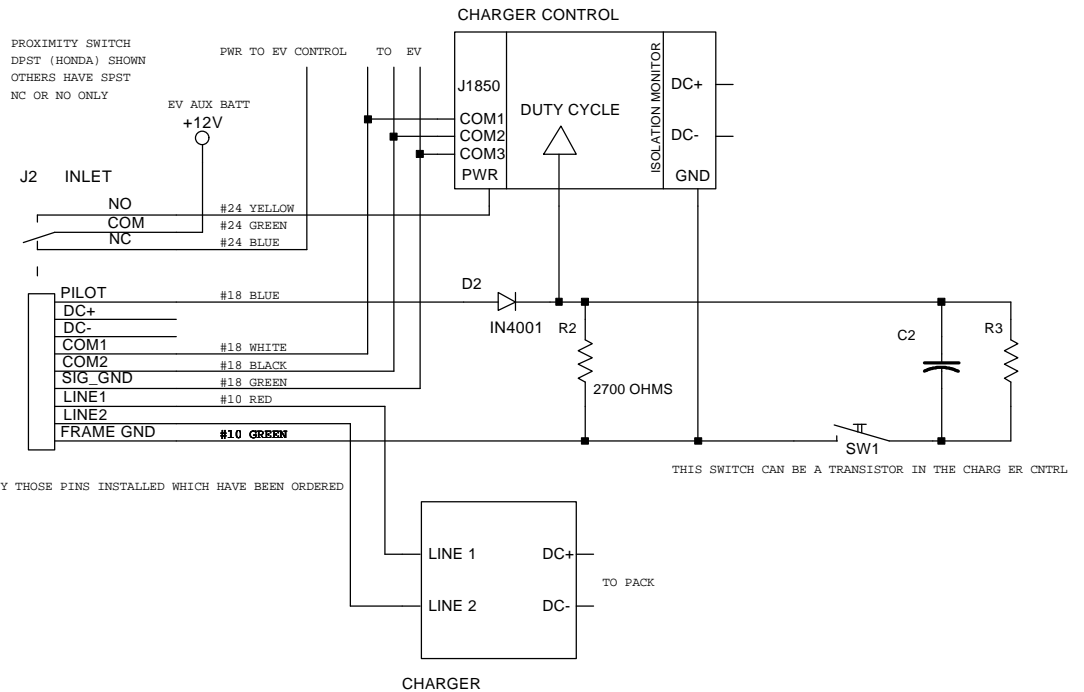 CHARGER CONTROL
PROXIMITY SWITCH
DPST (HONDA) SHOWN
OTHERS HAVE SPST
NC OR NO ONLY
PWR TO EV CONTROL
TO EV
EV AUX BATT
+12V
J1850
COM1
COM2
COM3
PWR
DUTY CYCLE
ISOLATION MONITOR
DC+
DC-
GND
J2 INLET
NO
#24 YELLOW
COM
#24 GREEN
NC
#24 BLUE
PILOT
#18 BLUE
DC+
DC-
COM1
#18 WHITE
COM2
#18 BLACK
SIG_GND
#18 GREEN
LINE1
#10 RED
LINE2
FRAME GND
#10 GREEN
D2
IN4001
R2
2700 OHMS
C2
R3
SW1
THIS SWITCH CAN BE A TRANSISTOR IN THE CHARG ER CNTRL
Y THOSE PINS INSTALLED WHICH HAVE BEEN ORDERED
LINE 1
DC+
LINE 2
DC-
TO PACK
CHARGER